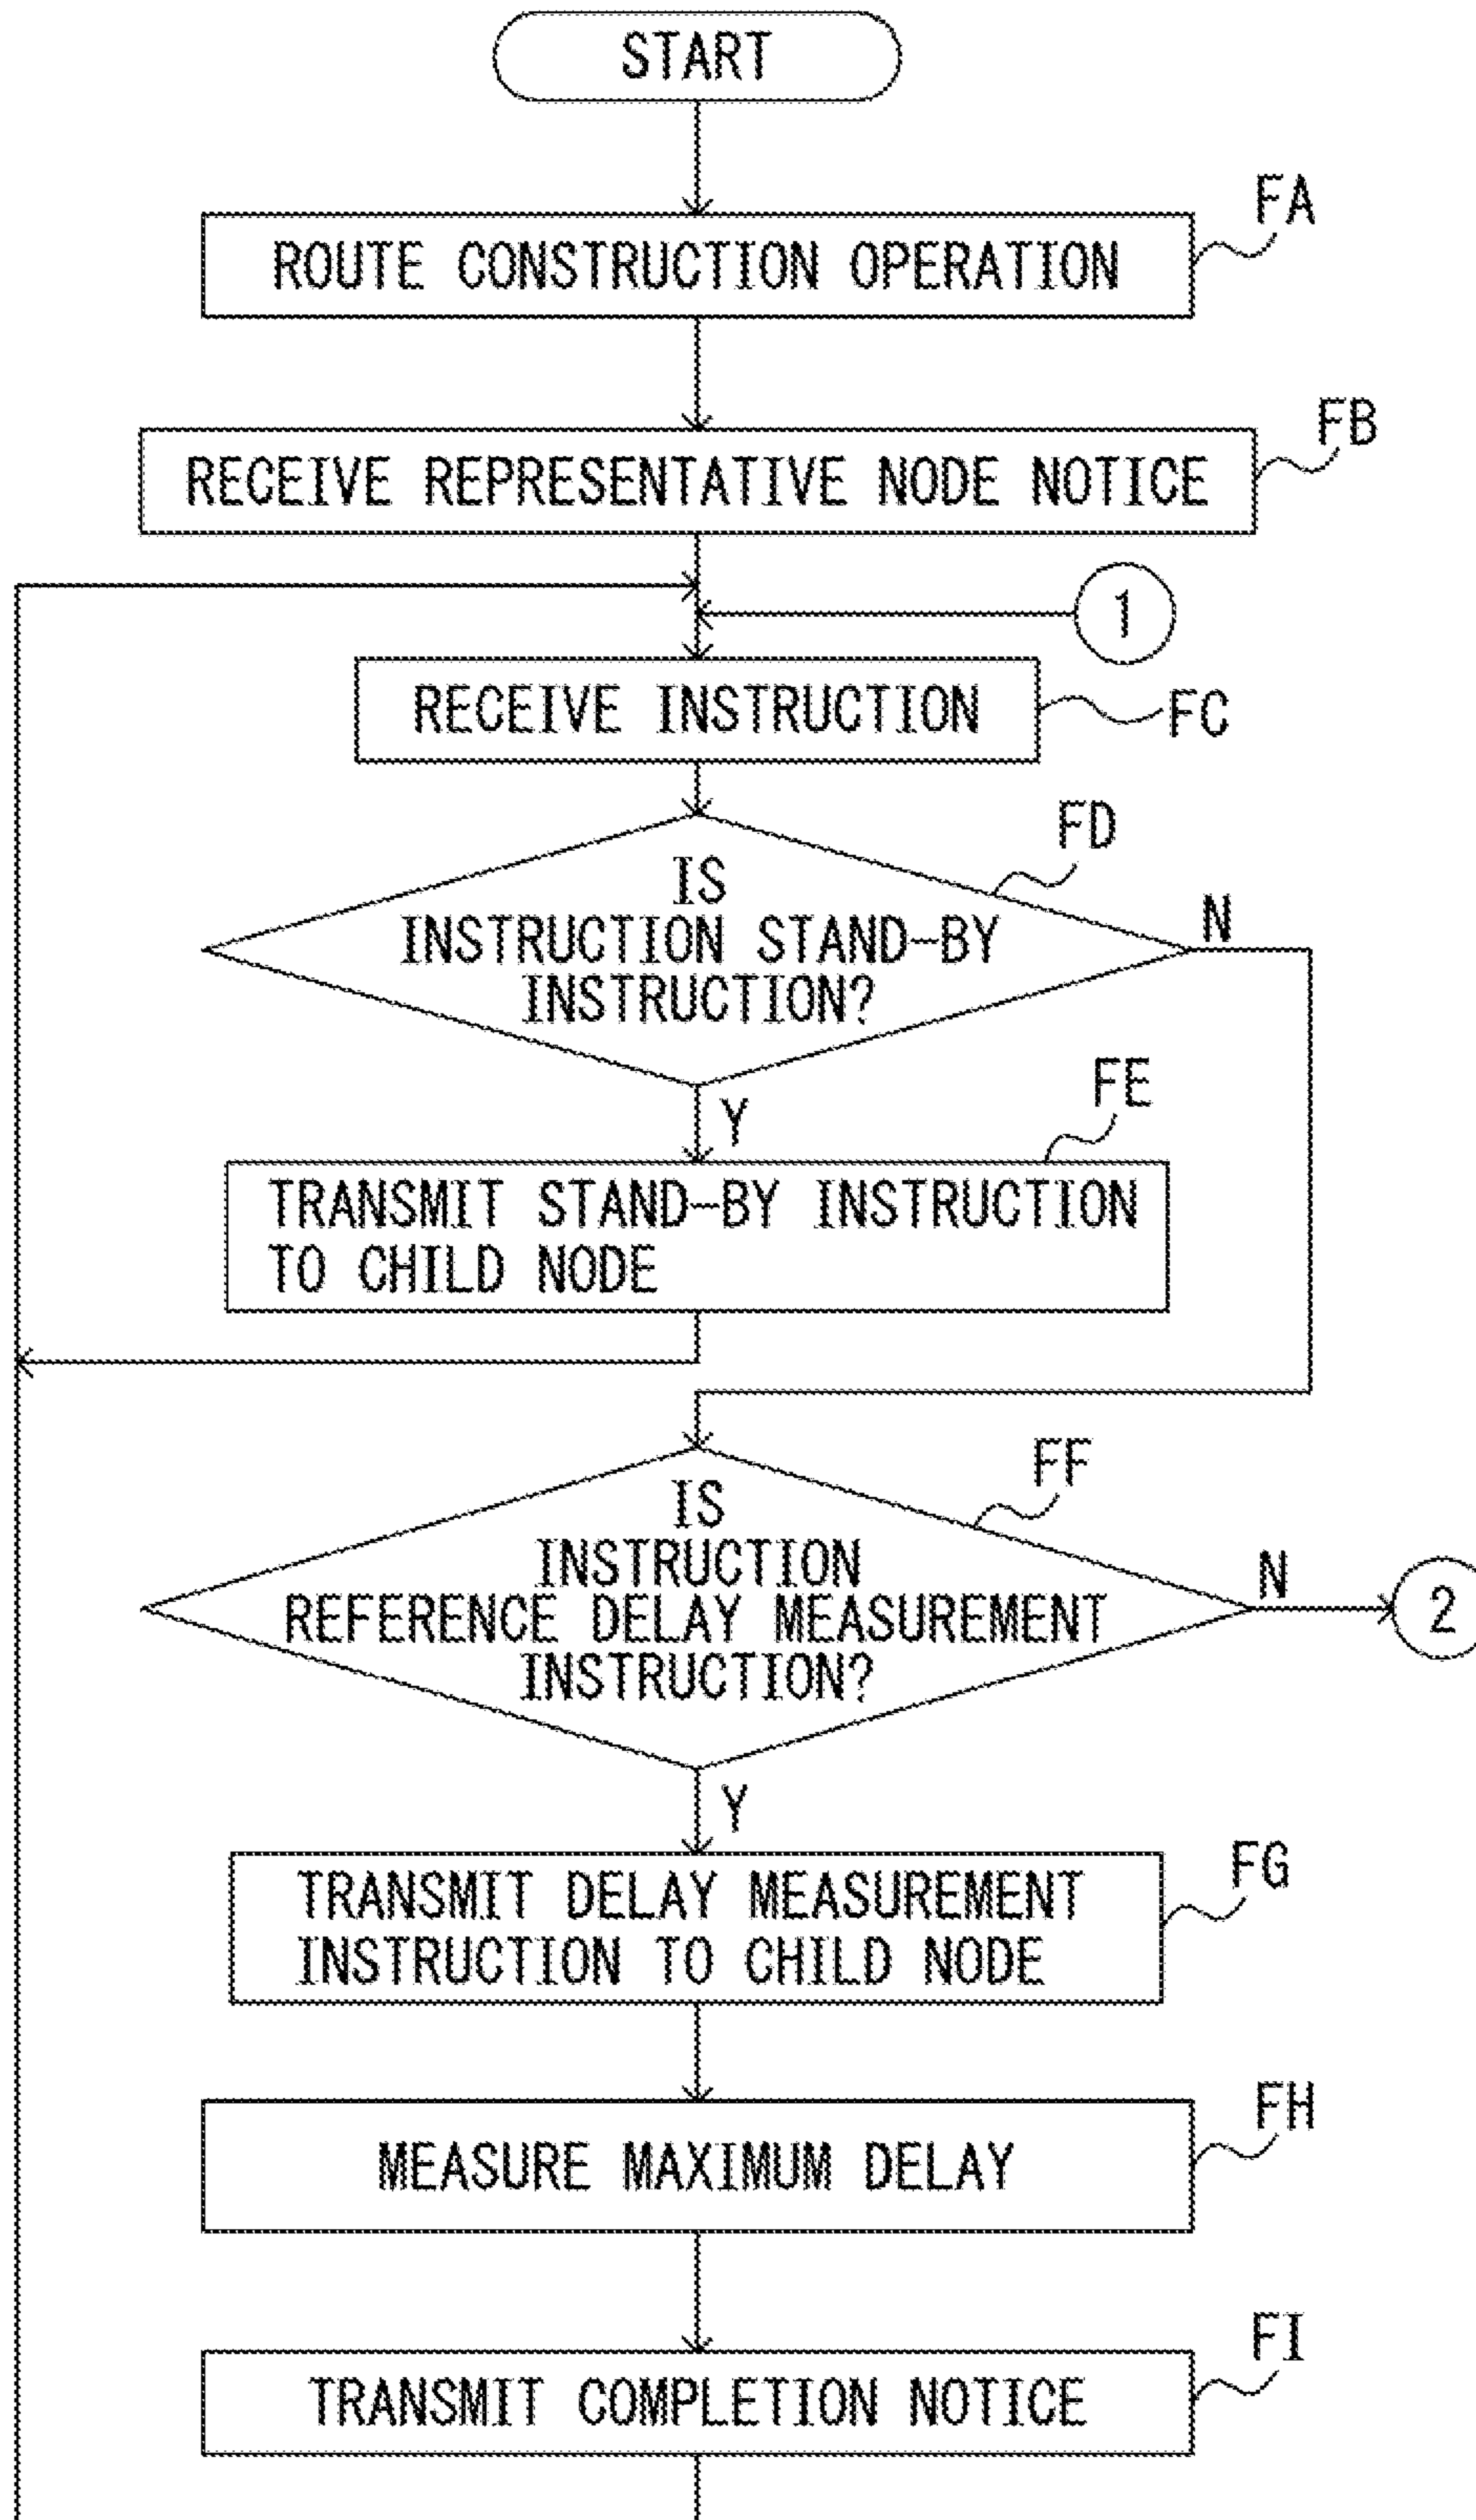 START
FA
ROUTE CONSTRUCTION OPERATION
FB
RECEIVE REPRESENTATIVE NODE NOTICE
1
RECEIVE INSTRUCTION
FC
FD
IS
INSTRUCTION STAND-BY
INSTRUCTION?
N
Y
FE
TRANSMIT STAND-BY INSTRUCTION
TO CHILD NODE
FF
IS
INSTRUCTION
REFERENCE DELAY MEASUREMENT
INSTRUCTION?
N
2
Y
FG
TRANSMIT DELAY MEASUREMENT
INSTRUCTION TO CHILD NODE
FH
MEASURE MAXIMUM DELAY
FI
TRANSMIT COMPLETION NOTICE